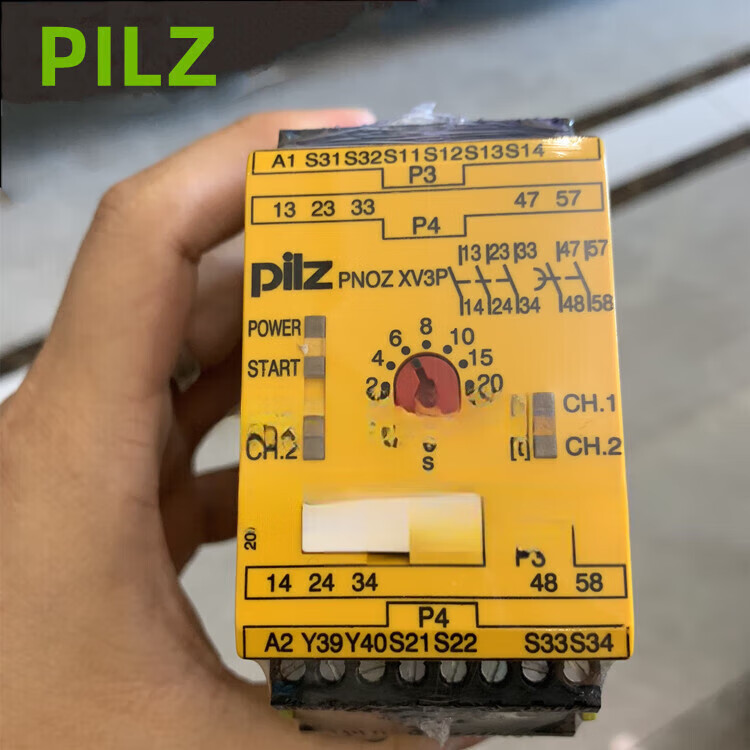 PILZ
A1 S31 S32 S11 S12 S13 S14
P3
13 23 33 47 57
P4
pilz PNOZ XV3P
13 23 33 47 57
14 24 34 48 58
POWER
START
CH.2
2 4 6 8 10 15 20
s
CH.1
[t] CH.2
20
P3
14 24 34 48 58
P4
A2 Y39 Y40 S21 S22 S33 S34